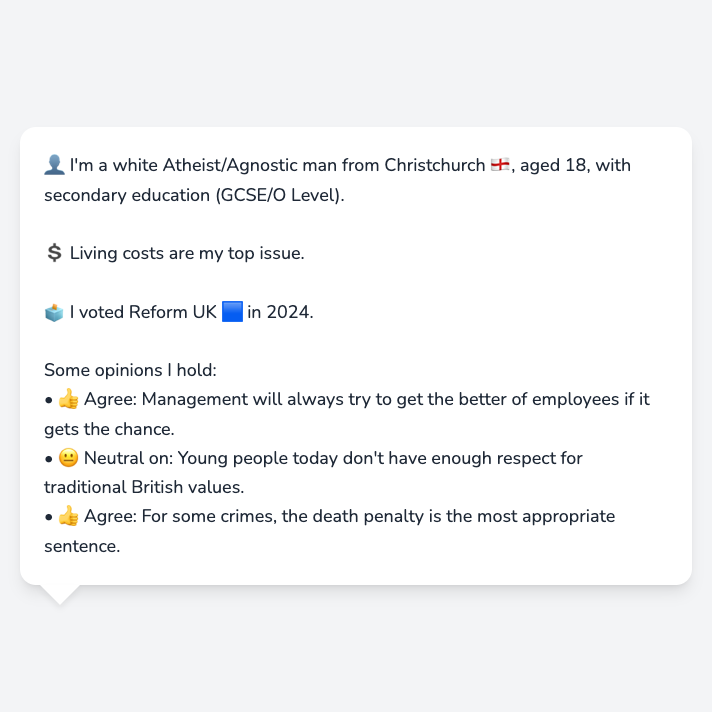 👤 I'm a white Atheist/Agnostic man from Christchurch 🏴󠁧󠁢󠁥󠁮󠁧󠁿, aged 18, with
secondary education (GCSE/O Level).
💲 Living costs are my top issue.
🗳️ I voted Reform UK 🟦 in 2024.
Some opinions I hold:
• 👍 Agree: Management will always try to get the better of employees if it
gets the chance.
• 😐 Neutral on: Young people today don't have enough respect for
traditional British values.
• 👍 Agree: For some crimes, the death penalty is the most appropriate
sentence.